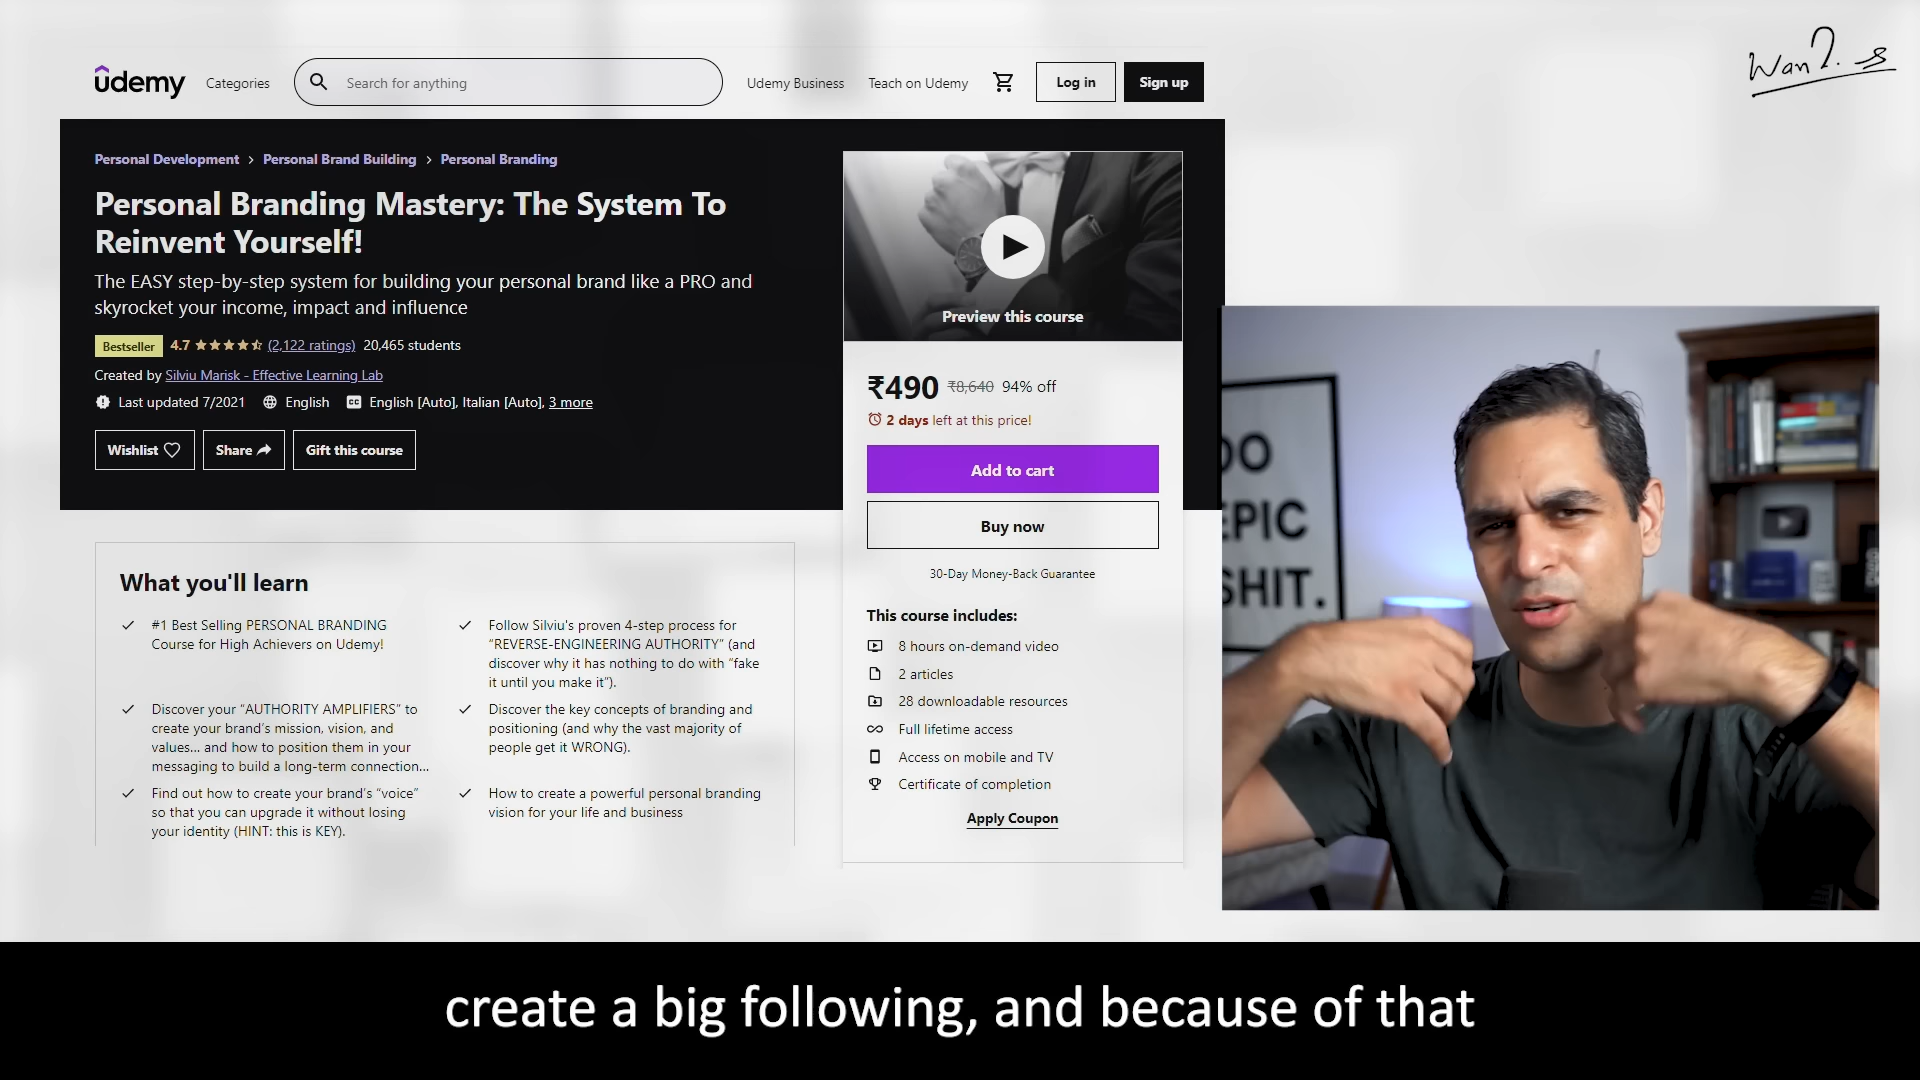 udemy Categories Search for anything Udemy Business Teach on Udemy Log in Sign up
Personal Development > Personal Brand Building > Personal Branding
Personal Branding Mastery: The System To
Reinvent Yourself!
The EASY step-by-step system for building your personal brand like a PRO and
skyrocket your income, impact and influence
Bestseller 4.7 (2,122 ratings) 20,465 students
Created by Silviu Marisk - Effective Learning Lab
Last updated 7/2021 English CC English [Auto], Italian [Auto], 3 more
Wishlist Share Gift this course
Preview this course
₹490 ₹8,640 94% off
2 days left at this price!
Add to cart
Buy now
30-Day Money-Back Guarantee
This course includes:
8 hours on-demand video
2 articles
28 downloadable resources
Full lifetime access
Access on mobile and TV
Certificate of completion
Apply Coupon
What you'll learn
#1 Best Selling PERSONAL BRANDING
Course for High Achievers on Udemy!
Follow Silviu's proven 4-step process for
“REVERSE-ENGINEERING AUTHORITY” (and
discover why it has nothing to do with “fake
it until you make it”).
Discover your “AUTHORITY AMPLIFIERS” to
create your brand’s mission, vision, and
values... and how to position them in your
messaging to build a long-term connection...
Discover the key concepts of branding and
positioning (and why the vast majority of
people get it WRONG).
Find out how to create your brand’s “voice”
so that you can upgrade it without losing
your identity (HINT: this is KEY).
How to create a powerful personal branding
vision for your life and business
DO
EPIC
SHIT.
create a big following, and because of that